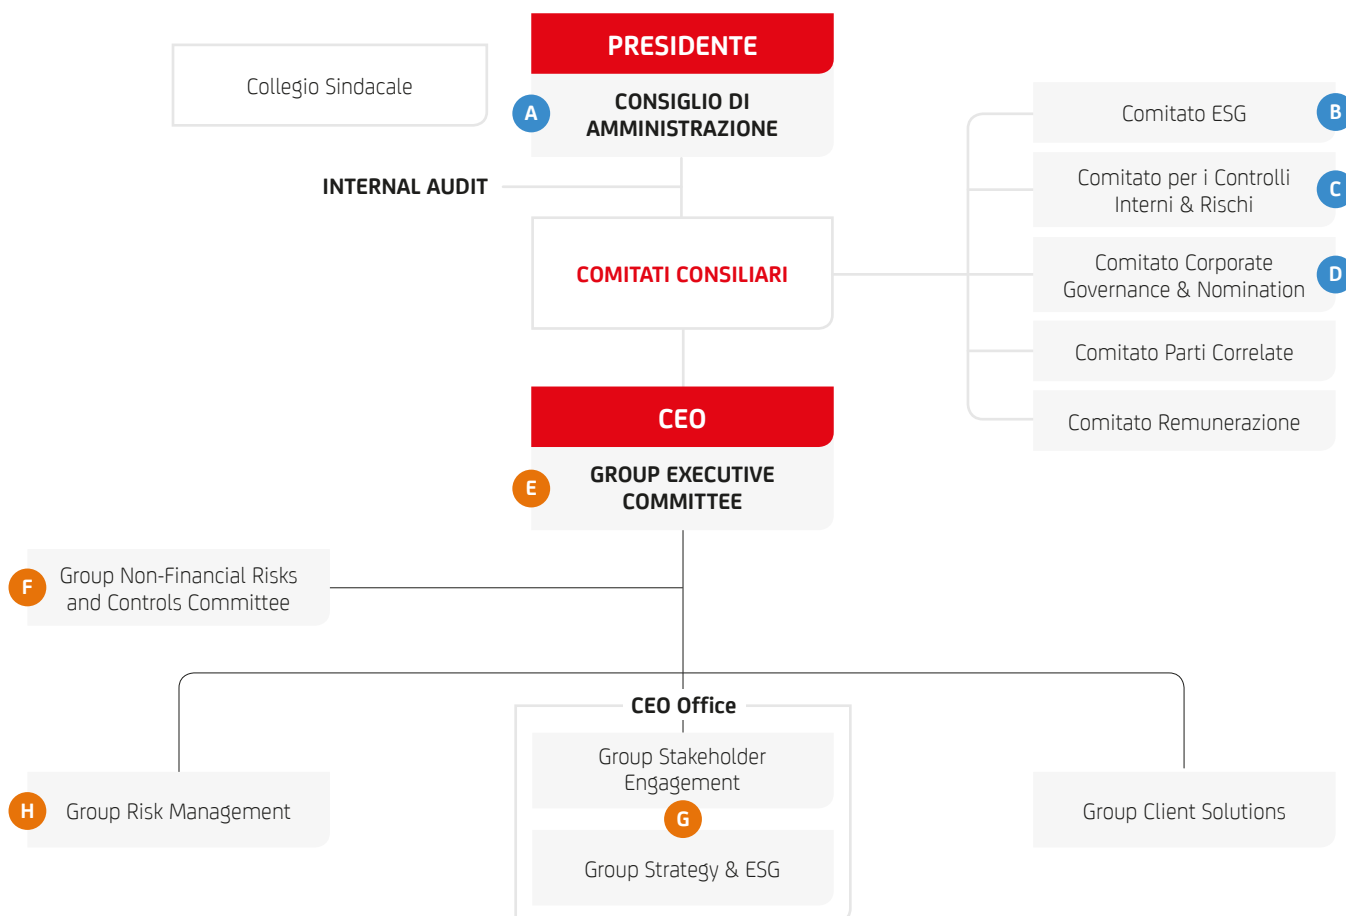 PRESIDENTE
Collegio Sindacale
A
CONSIGLIO DI
AMMINISTRAZIONE
Comitato ESG
B
INTERNAL AUDIT
Comitato per i Controlli
Interni & Rischi
C
COMITATI CONSILIARI
Comitato Corporate
Governance & Nomination
D
Comitato Parti Correlate
Comitato Remunerazione
CEO
E
GROUP EXECUTIVE
COMMITTEE
F
Group Non-Financial Risks
and Controls Committee
CEO Office
Group Stakeholder
Engagement
G
Group Strategy & ESG
H
Group Risk Management
Group Client Solutions